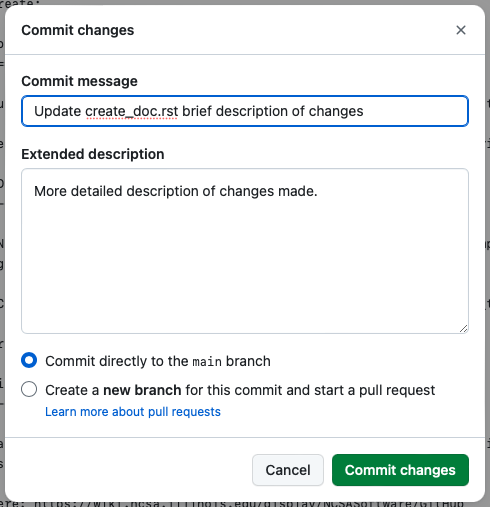 Commit changes
Commit message
Update create_doc.rst brief description of changes
Extended description
More detailed description of changes made.
Commit directly to the main branch
Create a new branch for this commit and start a pull request
Learn more about pull requests
Cancel
Commit changes